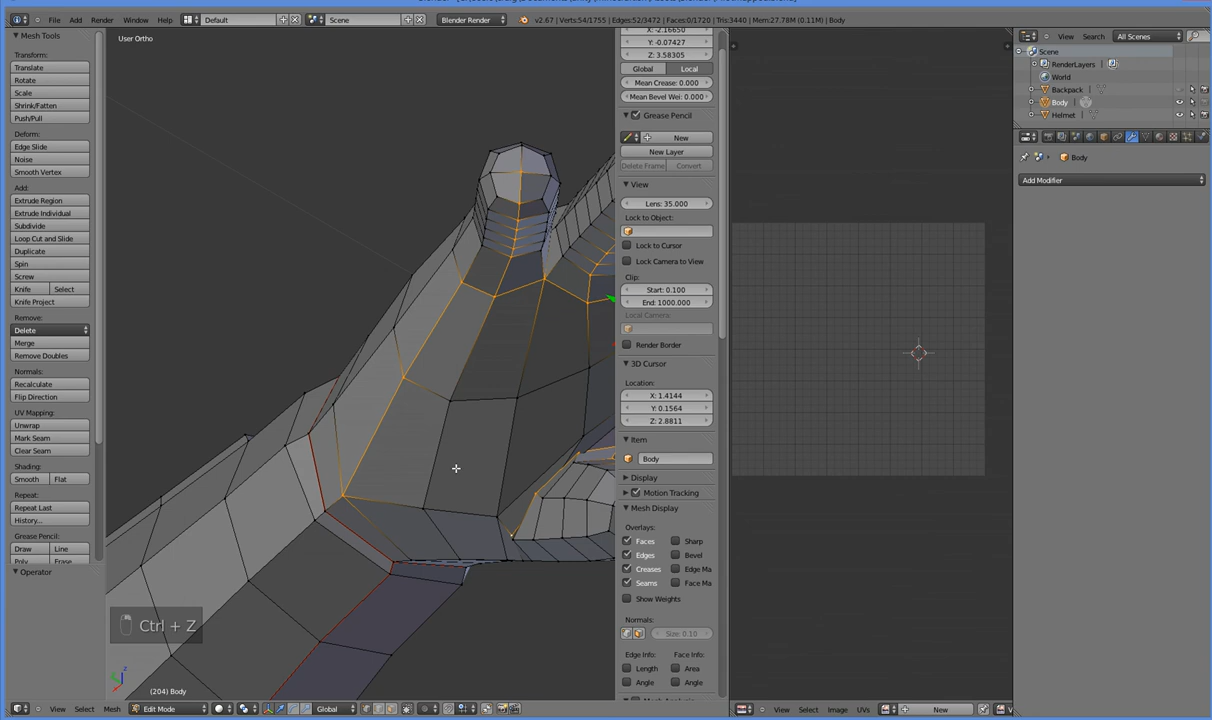 File Add Render Window Help Default Scene Blender Render v2.67 | Verts:54/1755 | Edges:52/3472 | Faces:0/1720 | Tris:3440 | Mem:27.78M (0.11M) | Body
Mesh Tools
Transform:
Translate
Rotate
Scale
Shrink/Fatten
Push/Pull
Deform:
Edge Slide
Noise
Smooth Vertex
Add:
Extrude Region
Extrude Individual
Subdivide
Loop Cut and Slide
Duplicate
Spin
Screw
Knife Select
Knife Project
Remove:
Delete
Merge
Remove Doubles
Normals:
Recalculate
Flip Direction
UV Mapping:
Unwrap
Mark Seam
Clear Seam
Shading:
Smooth Flat
Repeat:
Repeat Last
History...
Grease Pencil:
Draw Line
Poly Erase
Operator
User Ortho
Ctrl + Z
(204) Body
View Select Mesh Edit Mode Global
X: -2.16650
Y: -0.07427
Z: 3.58305
Global Local
Mean Crease: 0.000
Mean Bevel Wei: 0.000
Grease Pencil
New
New Layer
Delete Frame Convert
View
Lens: 35.000
Lock to Object:
Lock to Cursor
Lock Camera to View
Clip:
Start: 0.100
End: 1000.000
Local Camera:
Render Border
3D Cursor
Location:
X: 1.4144
Y: 0.1564
Z: 2.8811
Item
Body
Display
Motion Tracking
Mesh Display
Overlays:
Faces Sharp
Edges Bevel
Creases Edge Ma
Seams Face Ma
Show Weights
Normals:
Size: 0.10
Edge Info: Face Info:
Length Area
Angle Angle
View Select Image UVs New V
View Search All Scenes
Scene
RenderLayers
World
Backpack
Body
Helmet
Body
Add Modifier